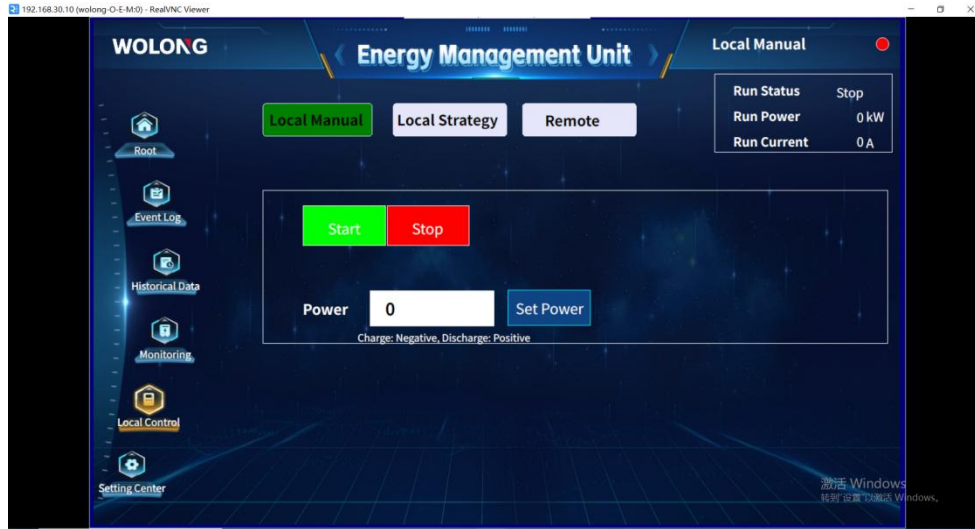 192.168.30.10 (wolong-O-E-M:0) - RealVNC Viewer
WOLONG
Energy Management Unit
Local Manual
Run Status Stop
Run Power 0 kW
Run Current 0 A
Local Manual
Local Strategy
Remote
Root
Event Log
Historical Data
Monitoring
Local Control
Setting Center
Start
Stop
Power 0 Set Power
Charge: Negative, Discharge: Positive
激活 Windows
转到"设置"以激活 Windows。